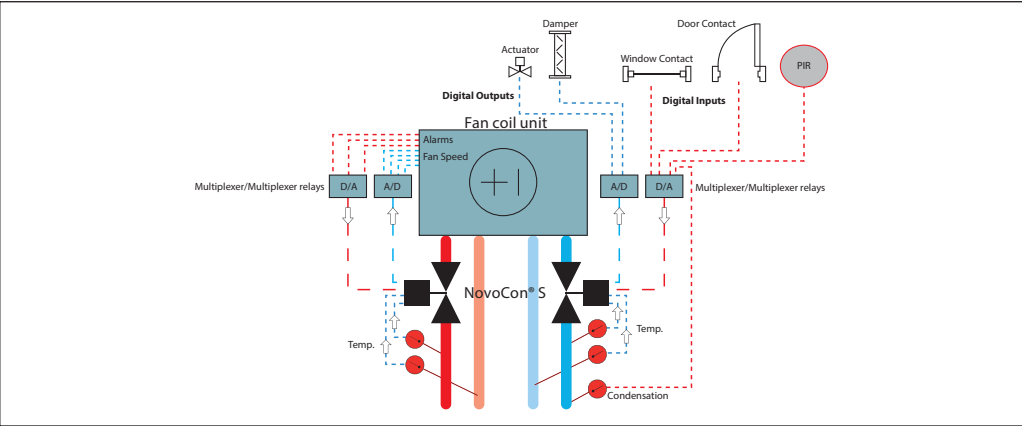 Damper
Door Contact
Actuator
Window Contact
PIR
Digital Outputs
Digital Inputs
Fan coil unit
Alarms
Fan Speed
Multiplexer/Multiplexer relays
D/A
A/D
A/D
D/A
Multiplexer/Multiplexer relays
NovoCon® S
Temp.
Temp.
Condensation